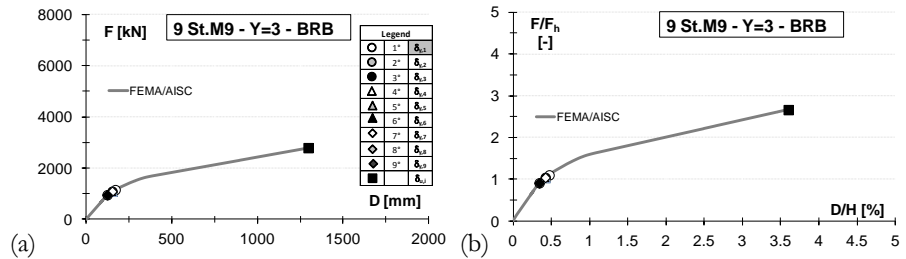 F [kN]
9 St.M9 - Y=3 - BRB
8000
6000
4000
2000
0
FEMA/AISC
Legend
1° δy,1
2° δy,2
3° δy,3
4° δy,4
5° δy,5
6° δy,6
7° δy,7
8° δy,8
9° δy,9
δu,i
D [mm]
0 500 1000 1500 2000
(a)
F/Fh
[-]
9 St.M9 - Y=3 - BRB
5
4
3
2
1
0
FEMA/AISC
D/H [%]
0 0.5 1 1.5 2 2.5 3 3.5 4 4.5 5
(b)